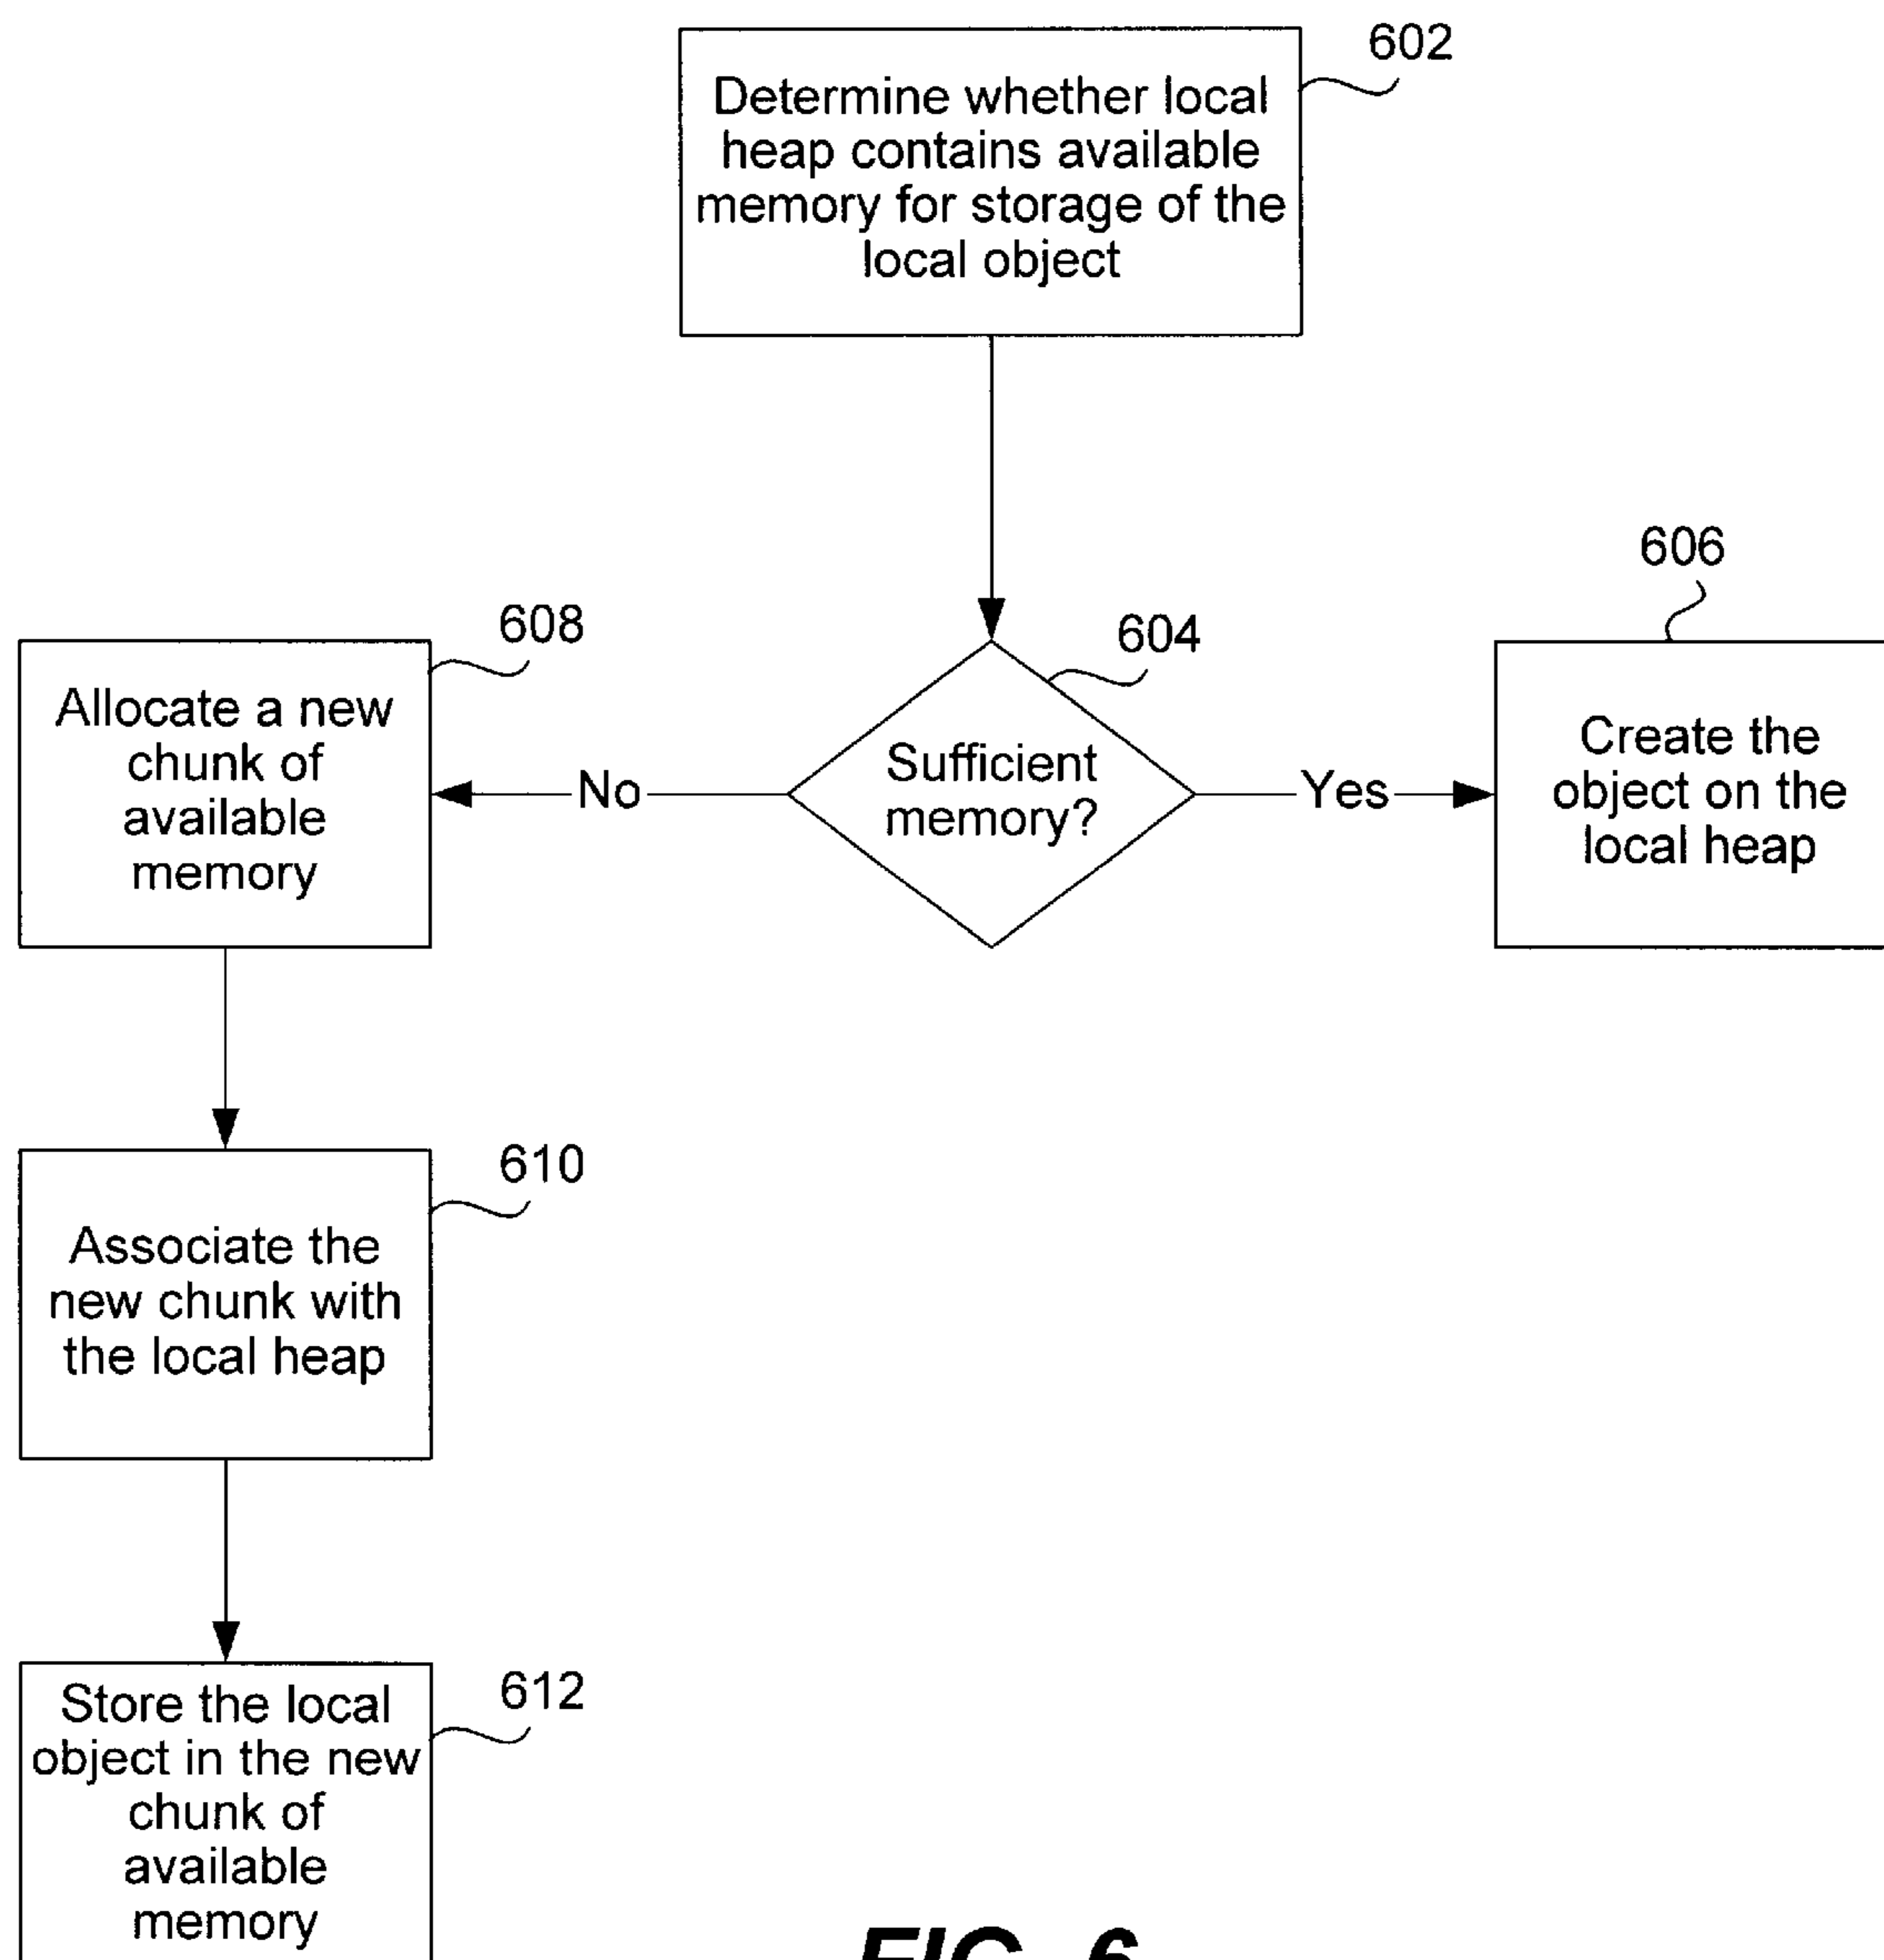 602
Determine whether local
heap contains available
memory for storage of the
local object
606
608
604
Allocate a new
chunk of
available
memory
No
Sufficient
memory?
Yes
Create the
object on the
local heap
610
Associate the
new chunk with
the local heap
612
Store the local
object in the new
chunk of
available
memory
FIG. 6